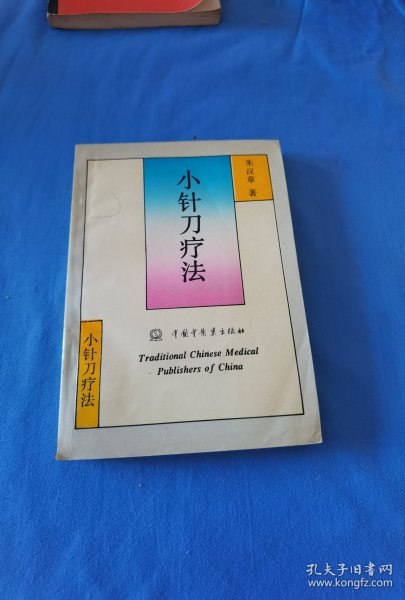 朱汉章 著
小针刀疗法
中国中医药出版社
Traditional Chinese Medical
Publishers of China
小针刀疗法
孔夫子旧书网
www.kongfz.com